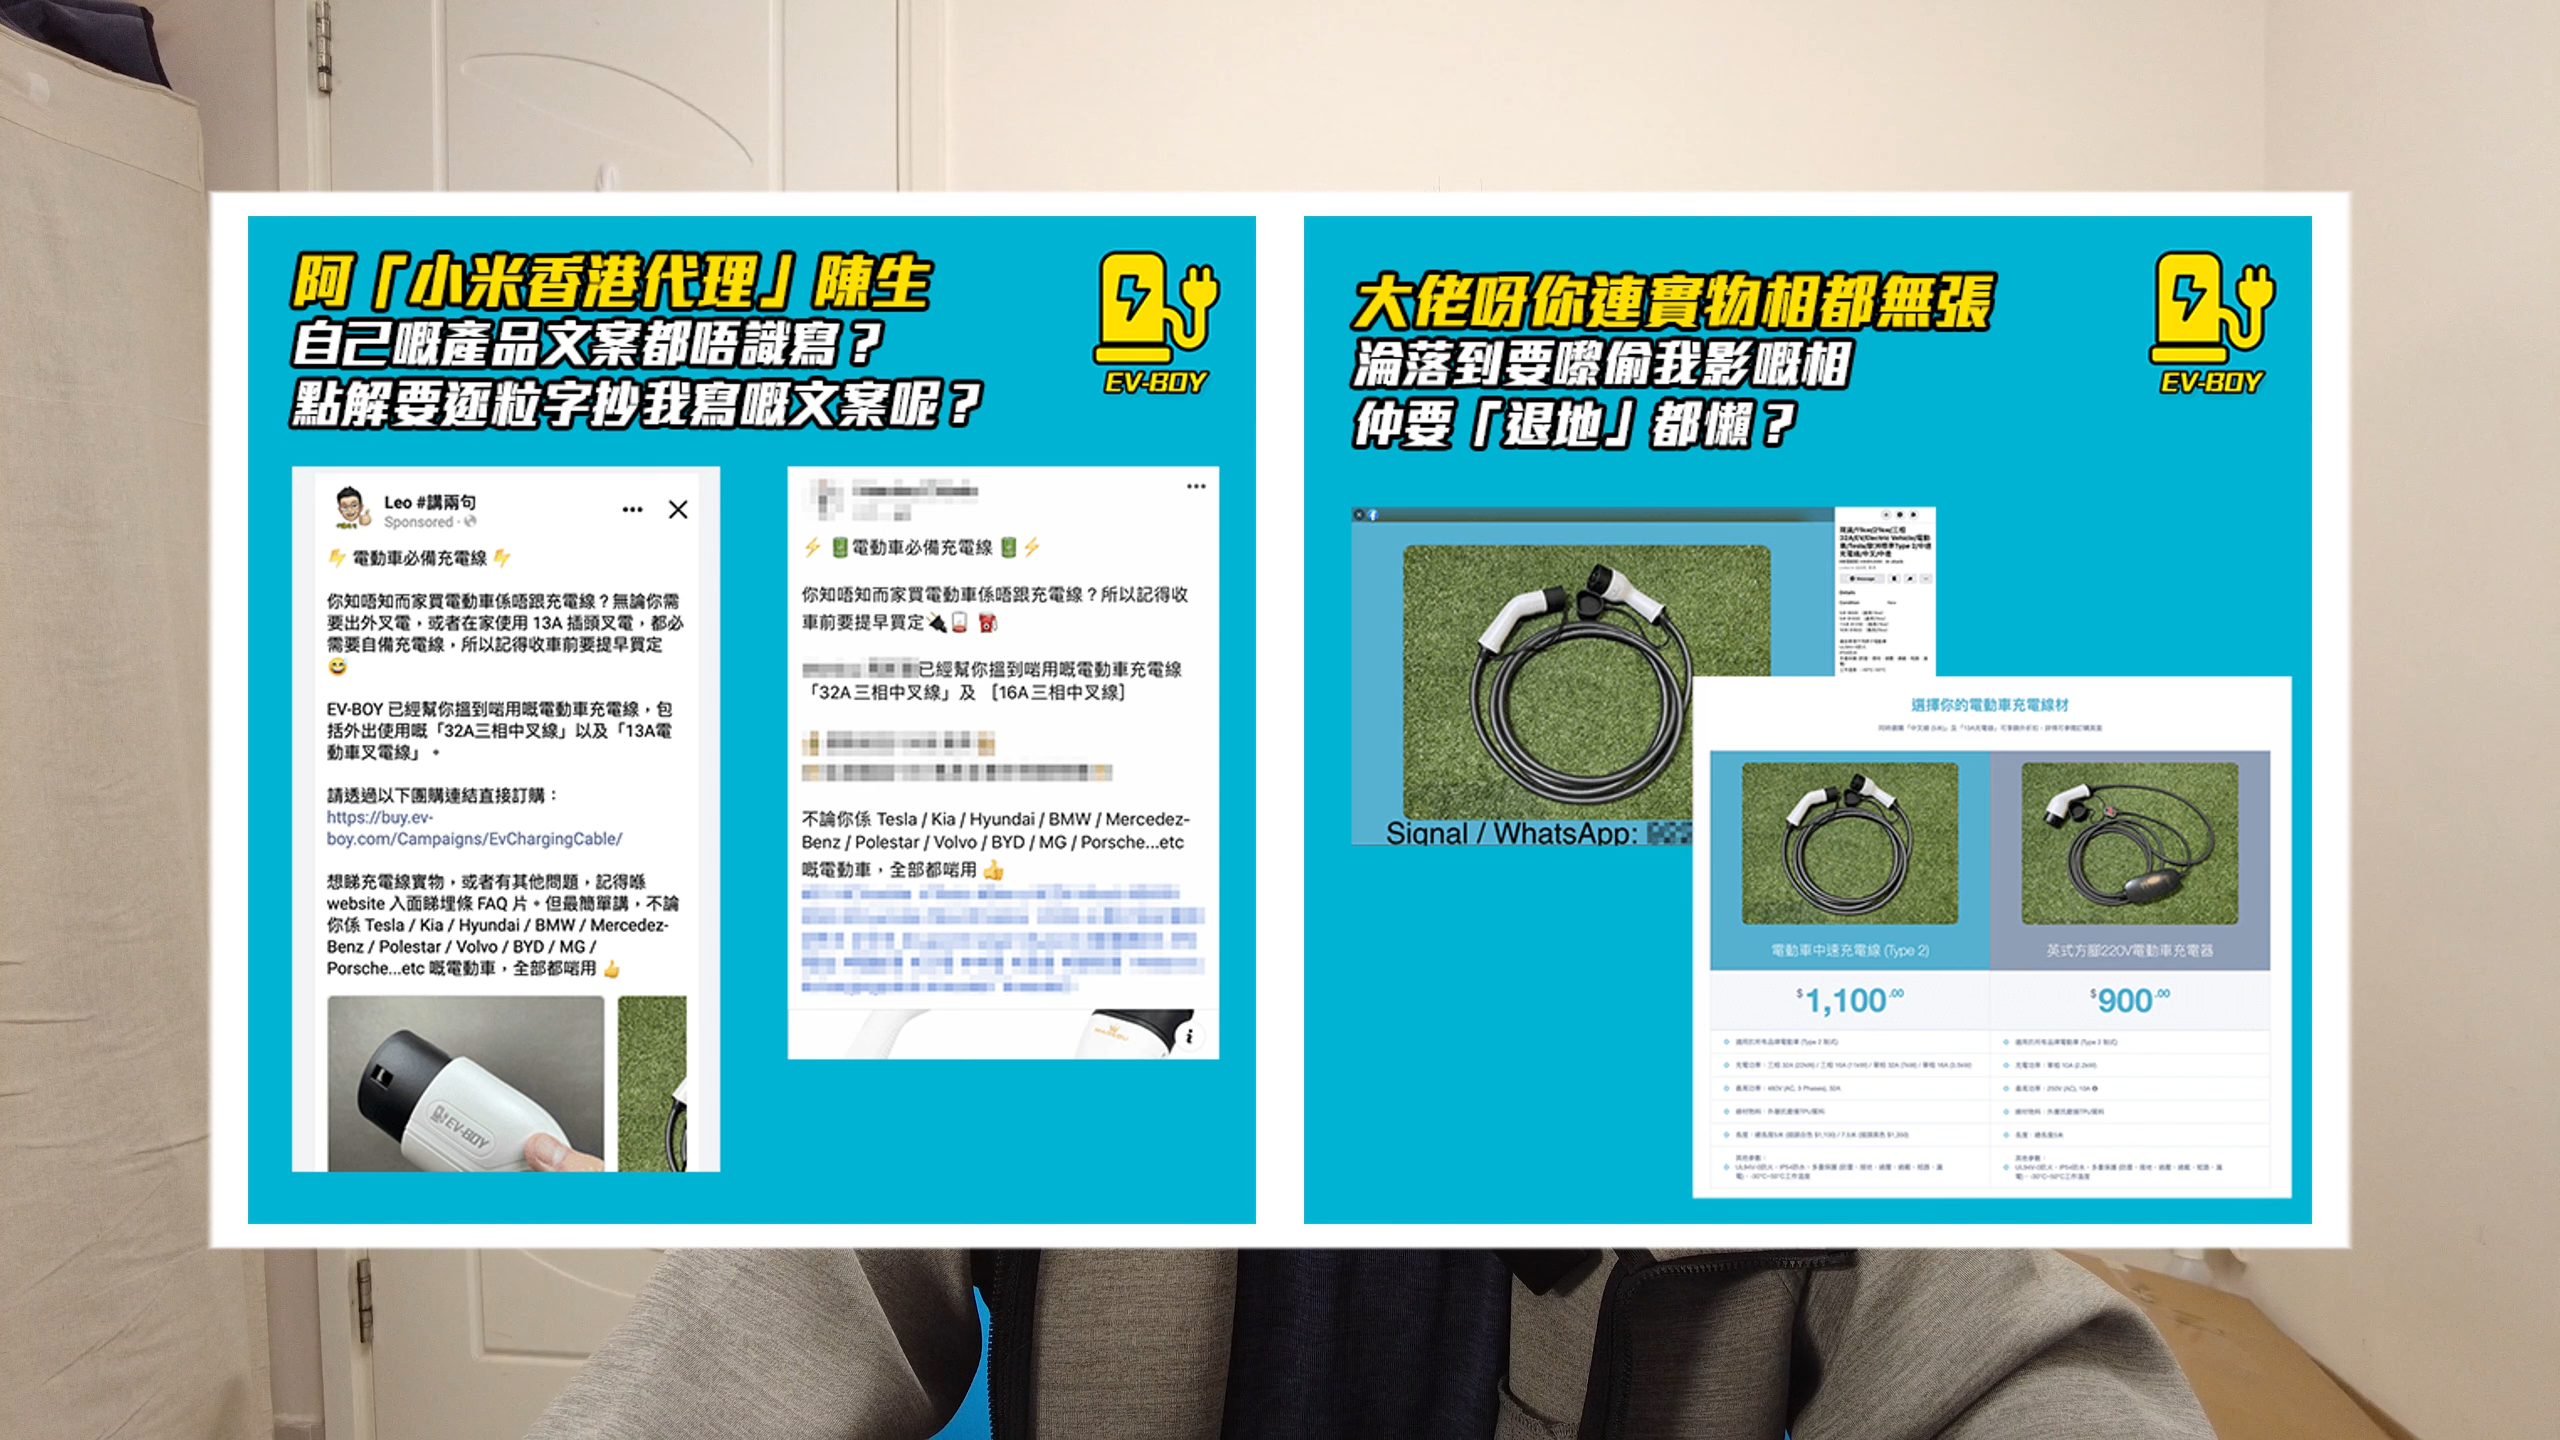 阿「小米香港代理」陳生
自己嘅產品文案都唔識寫？
點解要逐粒字抄我寫嘅文案呢？
EV-BOY
Leo #講兩句
Sponsored
電動車必備充電線
你知唔知而家買電動車係唔跟充電線？無論你需
要出外叉電，或者在家使用 13A 插頭叉電，都必
需要自備充電線，所以記得收車前要提早買定
EV-BOY 已經幫你搵到啱用嘅電動車充電線，包
括外出使用嘅「32A三相中叉線」以及「13A電
動車叉電線」。
請透過以下團購連結直接訂購：
https://buy.ev-
boy.com/Campaigns/EvChargingCable/
想睇充電線實物，或者有其他問題，記得喺
website 入面睇埋條 FAQ 片。但最簡單講，不論
你係 Tesla / Kia / Hyundai / BMW / Mercedez-
Benz / Polestar / Volvo / BYD / MG /
Porsche...etc 嘅電動車，全部都啱用👍
EV-BOY
⚡🔋電動車必備充電線🔋⚡
你知唔知而家買電動車係唔跟充電線？所以記得收
車前要提早買定
已經幫你搵到啱用嘅電動車充電線
「32A三相中叉線」及 [16A三相中叉線]
不論你係 Tesla / Kia / Hyundai / BMW / Mercedez-
Benz / Polestar / Volvo / BYD / MG / Porsche...etc
嘅電動車，全部都啱用👍
大佬呀你連實物相都無張
淪落到要嚟偷我影嘅相
仲要「退地」都懶？
EV-BOY
Signal / WhatsApp:
選擇你的電動車充電線材
電動車中速充電線 (Type 2)
英式方腳220V電動車充電器
$1,100.00
$900.00